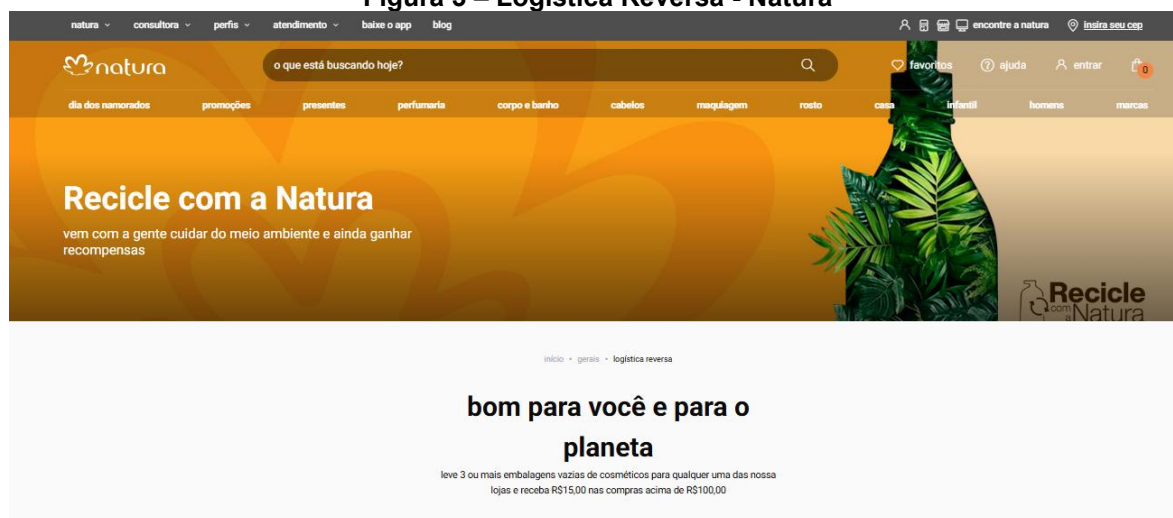 Figura 3 – Logística Reversa - Natura
natura consultora perfis atendimento baixe o app blog encontre a natura insira seu cep
natura o que está buscando hoje? favoritos ajuda entrar 0
dia dos namorados promoções presentes perfumaria corpo e banho cabelos maquiagem rosto casa infantil homens marcas
Recicle com a Natura
vem com a gente cuidar do meio ambiente e ainda ganhar
recompensas
Recicle
com a Natura
início • gerais • logística reversa
bom para você e para o
planeta
leve 3 ou mais embalagens vazias de cosméticos para qualquer uma das nossa
lojas e receba R$15,00 nas compras acima de R$100,00